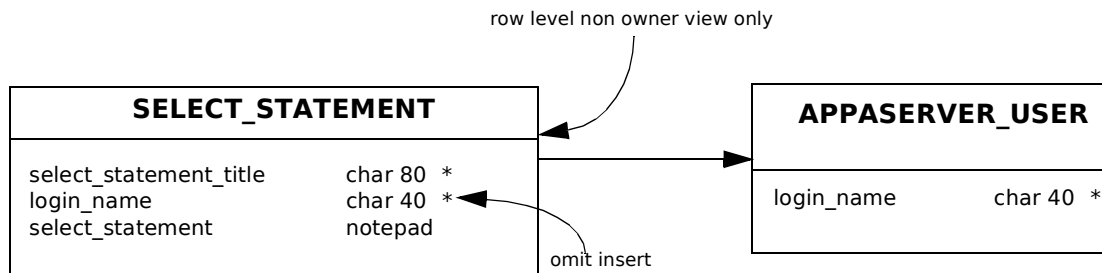 row level non owner view only
SELECT_STATEMENT
select_statement_title char 80 *
login_name char 40 *
select_statement notepad
omit insert
APPASERVER_USER
login_name char 40 *